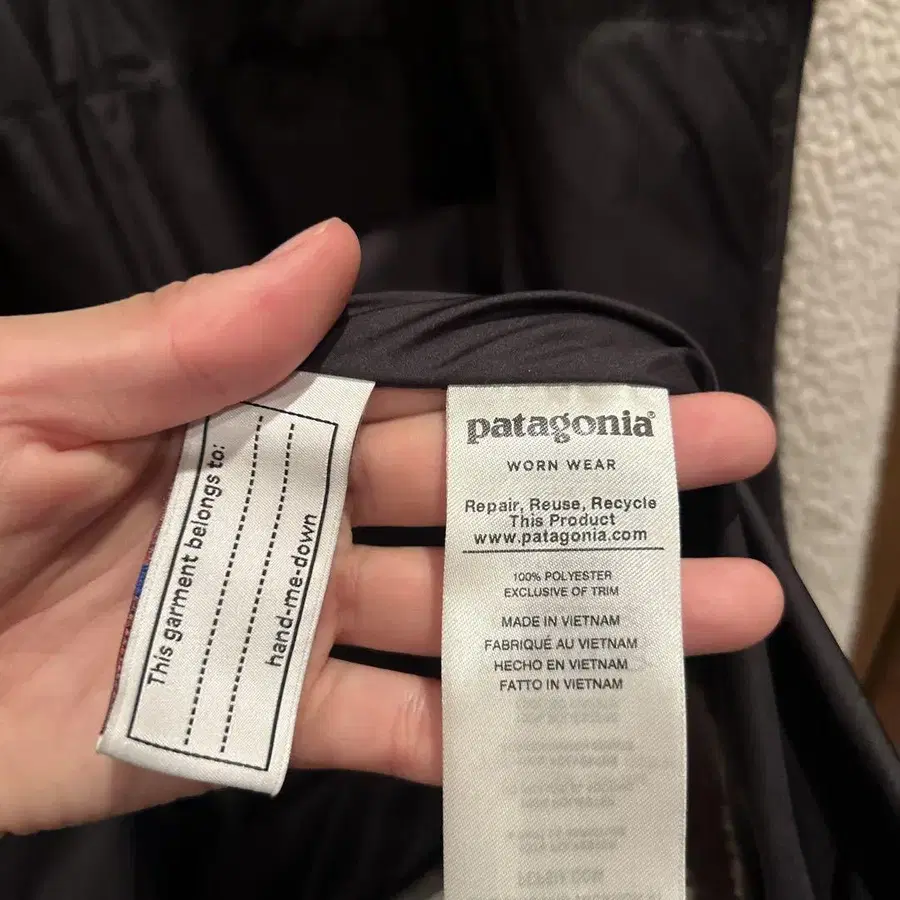 This garment belongs to:
hand-me-down
patagonia®
WORN WEAR
Repair, Reuse, Recycle
This Product
www.patagonia.com
100% POLYESTER
EXCLUSIVE OF TRIM
MADE IN VIETNAM
FABRIQUÉ AU VIETNAM
HECHO EN VIETNAM
FATTO IN VIETNAM